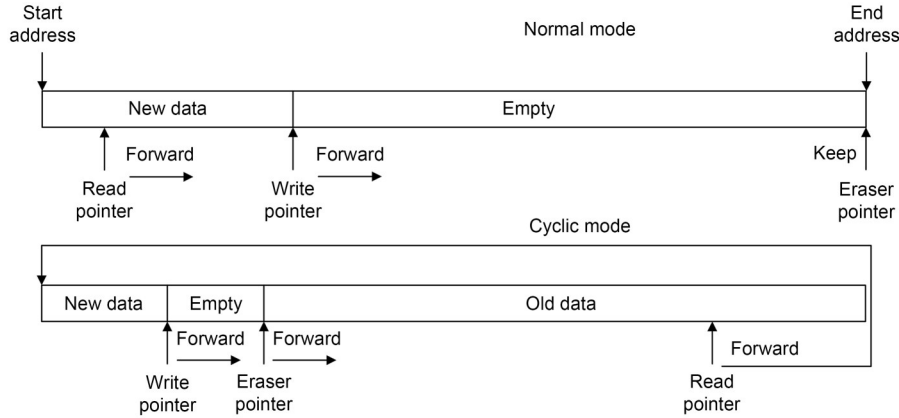 Start
address
Normal mode
End
address
New data
Empty
Forward
Forward
Keep
Read
pointer
Write
pointer
Eraser
pointer
Cyclic mode
New data
Empty
Old data
Forward
Forward
Forward
Write
pointer
Eraser
pointer
Read
pointer